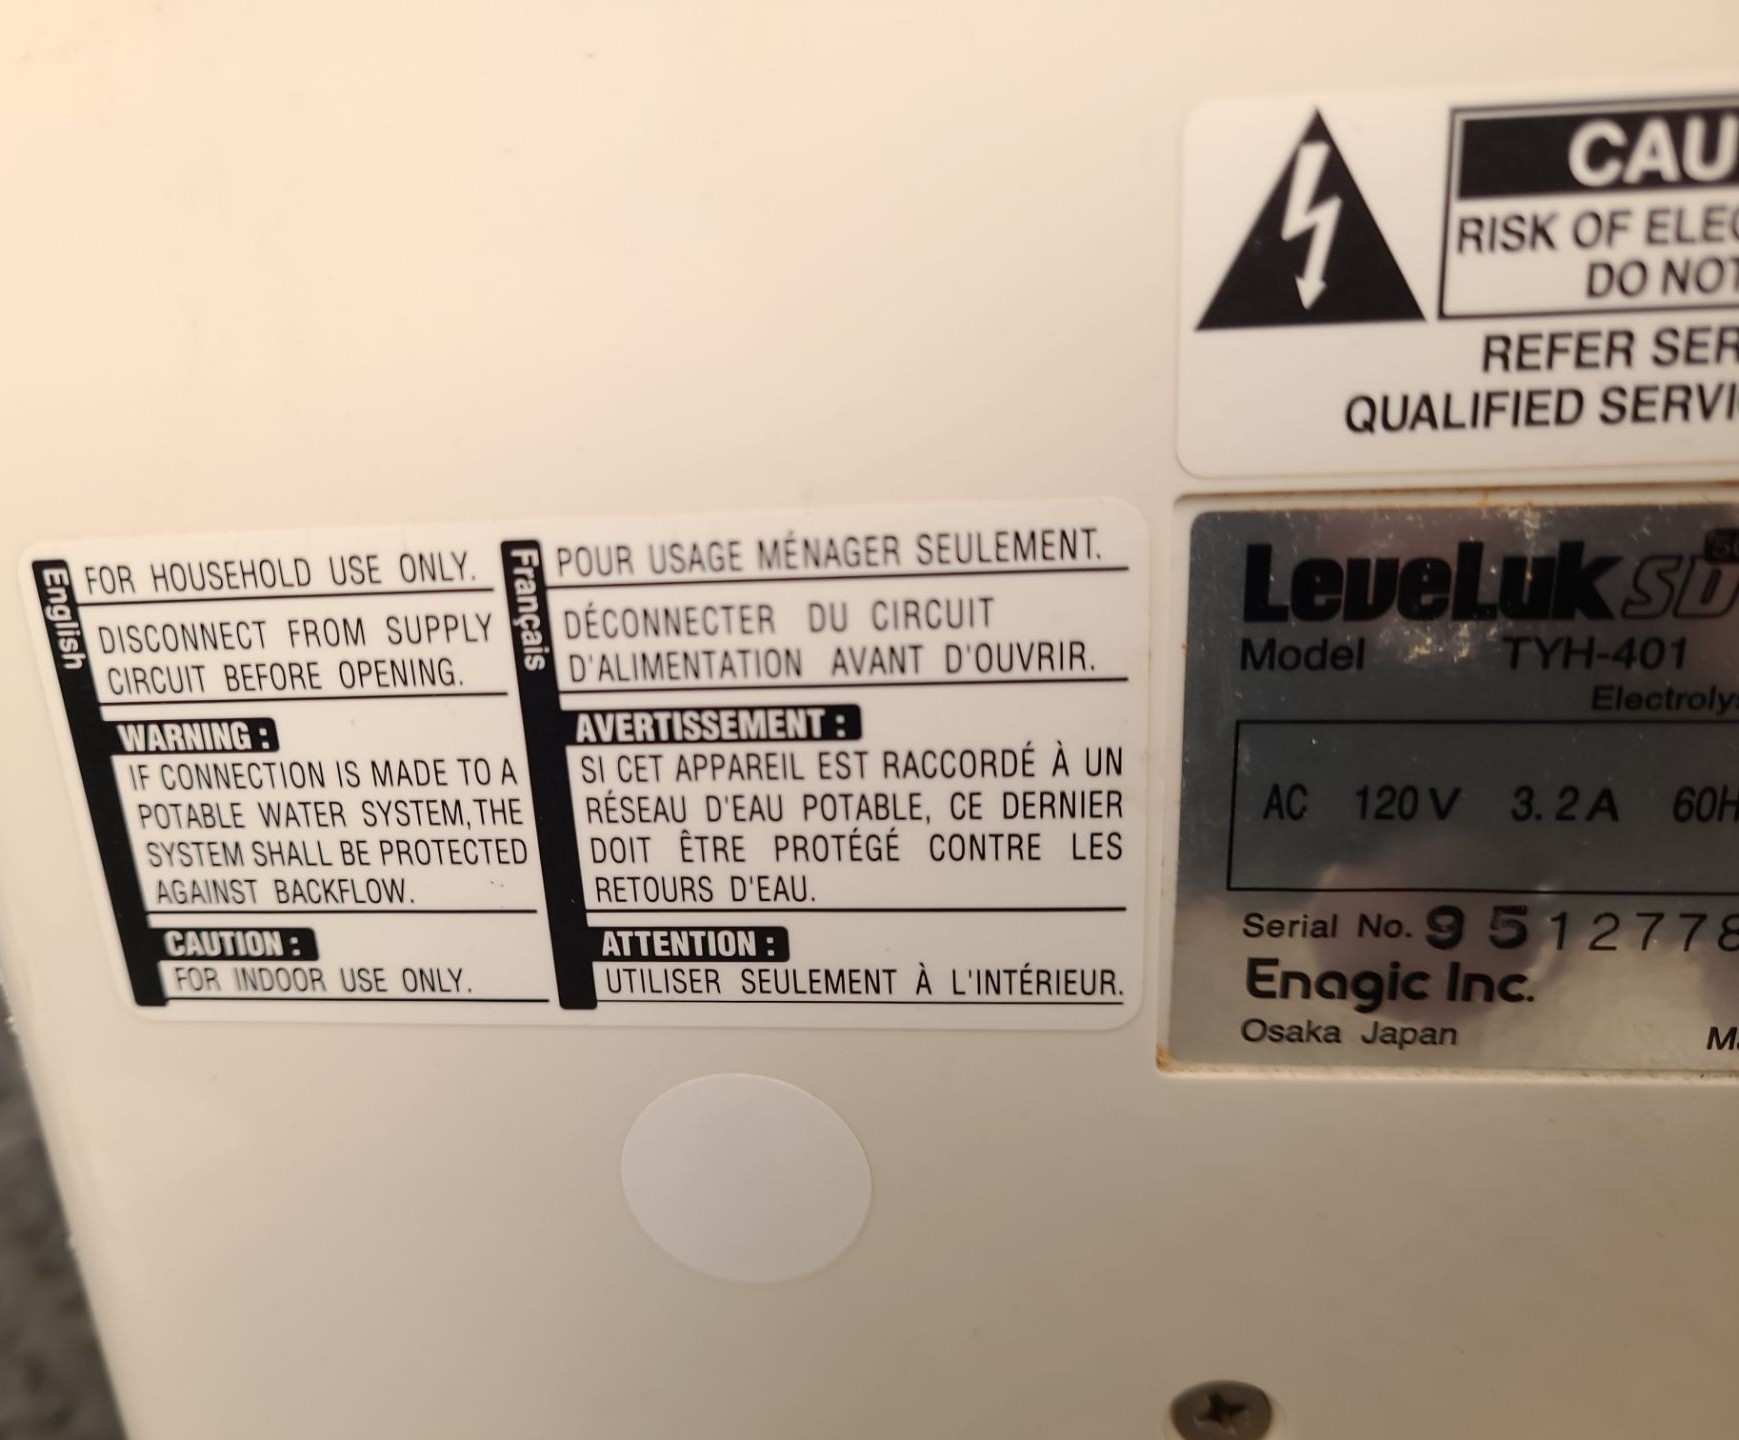 CAU
RISK OF ELEC
DO NOT
REFER SER
QUALIFIED SERVI
English
FOR HOUSEHOLD USE ONLY.
DISCONNECT FROM SUPPLY
CIRCUIT BEFORE OPENING.
WARNING :
IF CONNECTION IS MADE TO A
POTABLE WATER SYSTEM, THE
SYSTEM SHALL BE PROTECTED
AGAINST BACKFLOW.
CAUTION :
FOR INDOOR USE ONLY.
Français
POUR USAGE MÉNAGER SEULEMENT.
DÉCONNECTER DU CIRCUIT
D'ALIMENTATION AVANT D'OUVRIR.
AVERTISSEMENT :
SI CET APPAREIL EST RACCORDÉ À UN
RÉSEAU D'EAU POTABLE, CE DERNIER
DOIT ÊTRE PROTÉGÉ CONTRE LES
RETOURS D'EAU.
ATTENTION :
UTILISER SEULEMENT À L'INTÉRIEUR.
LeveLuk SD
Model TYH-401
Electrolys
AC 120V 3.2A 60H
Serial No. 9512778
Enagic Inc.
Osaka Japan